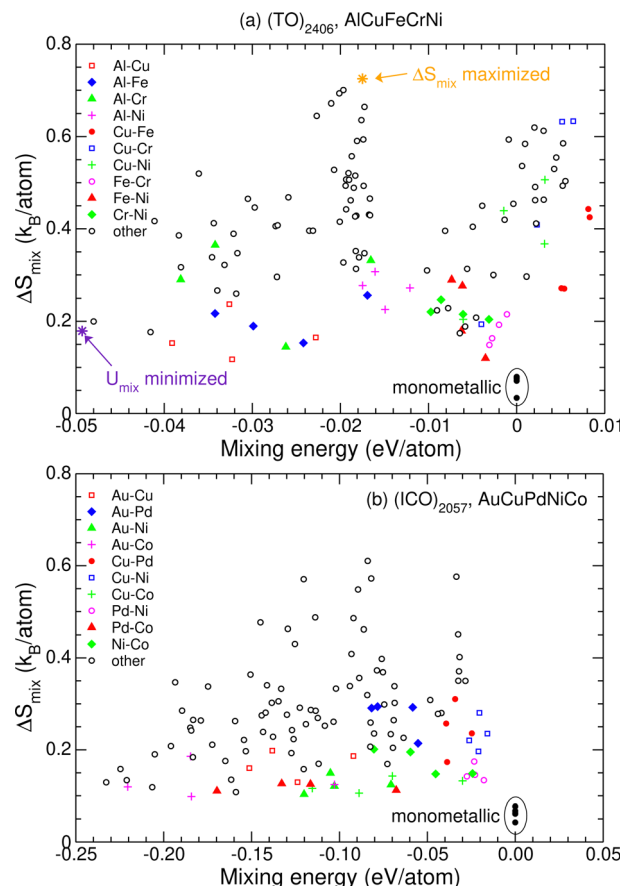 (a) (TO)2406, AlCuFeCrNi
0.8
Al-Cu
Al-Fe
Al-Cr
Al-Ni
Cu-Fe
Cu-Cr
Cu-Ni
Fe-Cr
Fe-Ni
Cr-Ni
other
ΔSmix maximized
0.6
0.4
0.2
0
ΔSmix (kB/atom)
Umix minimized
monometallic
-0.05 -0.04 -0.03 -0.02 -0.01 0.00 0.01
Mixing energy (eV/atom)
0.8
(b) (ICO)2057, AuCuPdNiCo
Au-Cu
Au-Pd
Au-Ni
Au-Co
Cu-Pd
Cu-Ni
Cu-Co
Pd-Ni
Pd-Co
Ni-Co
other
0.6
0.4
0.2
0
ΔSmix (kB/atom)
monometallic
-0.25 -0.20 -0.15 -0.10 -0.05 0.00 0.05
Mixing energy (eV/atom)